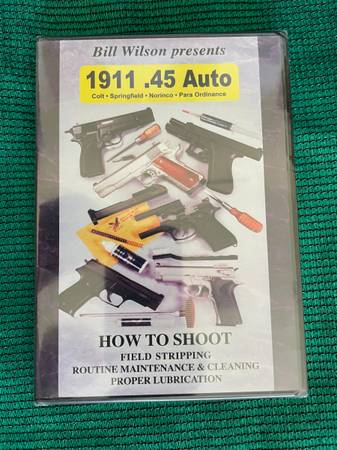 Bill Wilson presents
1911 .45 Auto
Colt • Springfield • Norinco • Para Ordinance
HOW TO SHOOT
FIELD STRIPPING
ROUTINE MAINTENANCE & CLEANING
PROPER LUBRICATION